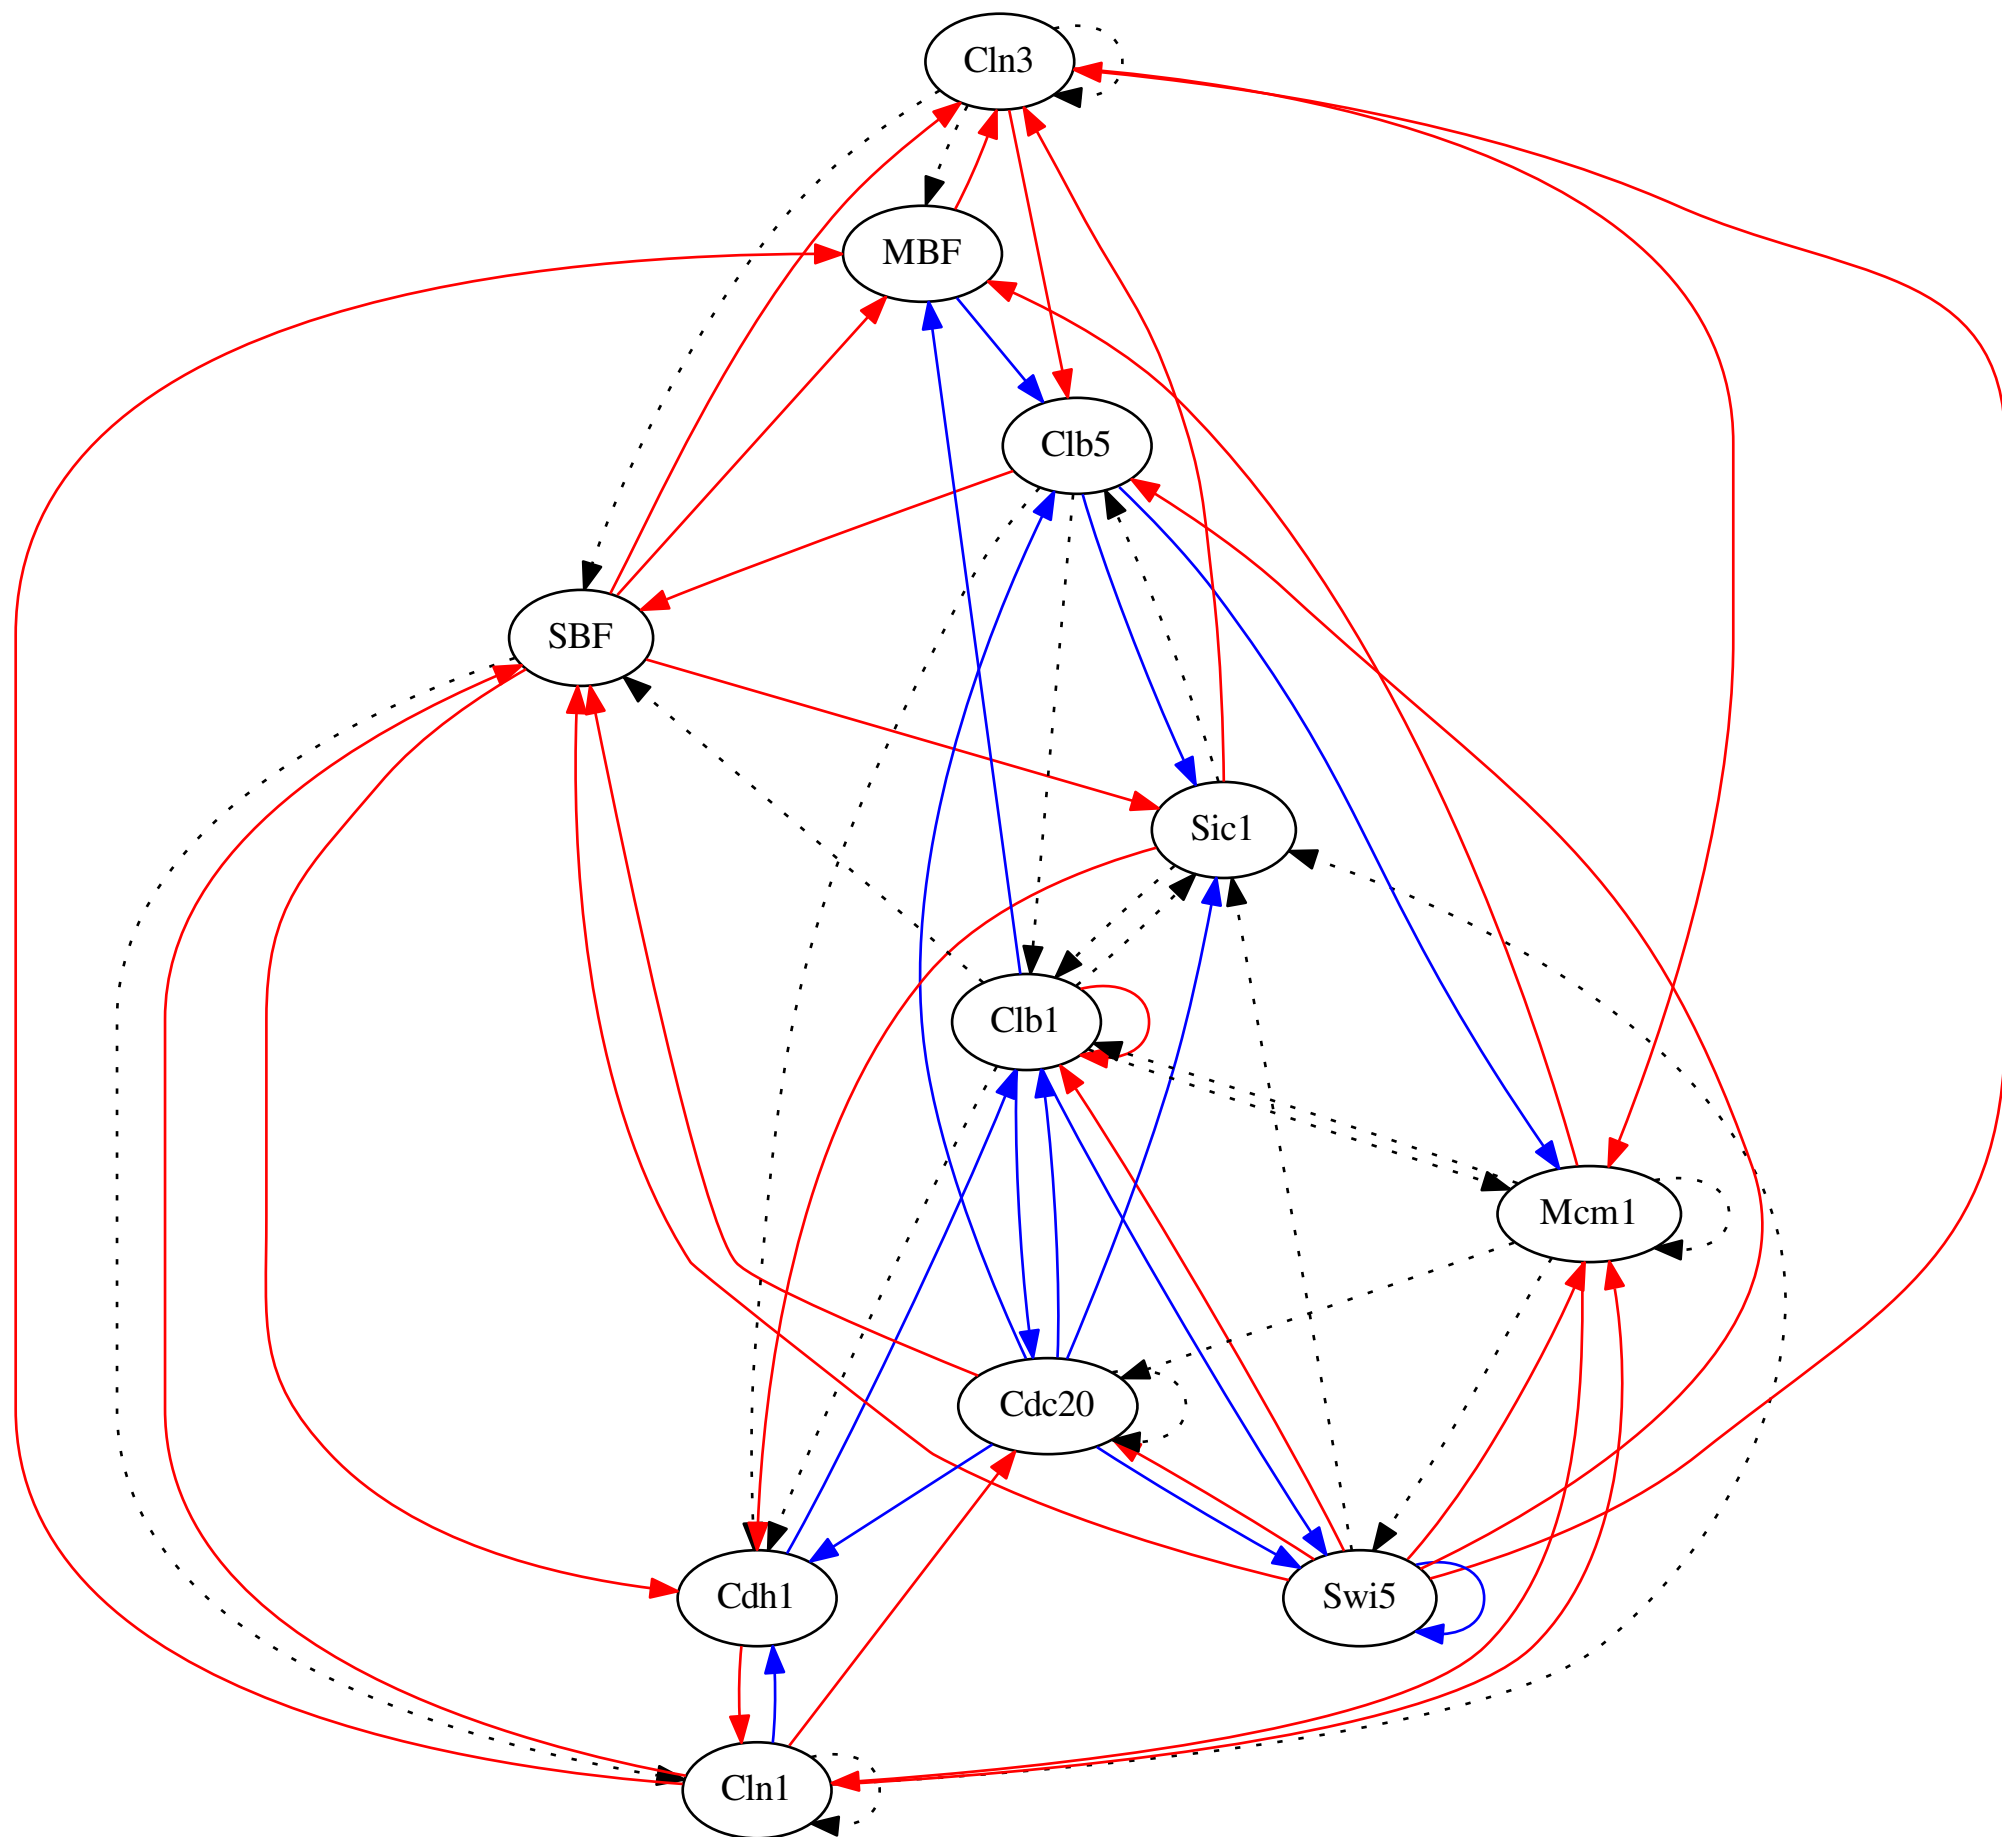 Cln3
MBF
Clb5
SBF
Sic1
Clb1
Mcm1
Cdc20
Cdh1
Swi5
Cln1